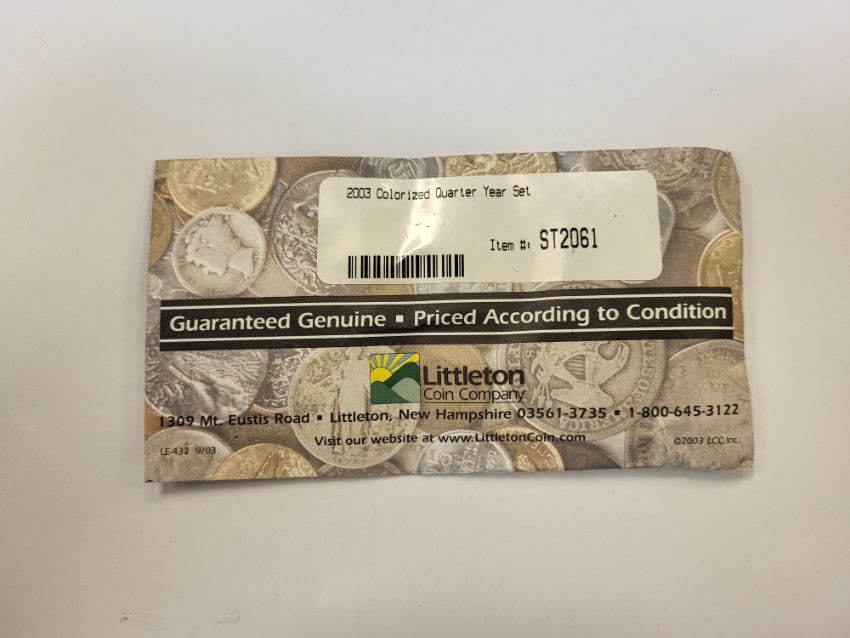 2003 Colorized Quarter Year Set
Item #: ST2061
Guaranteed Genuine ▪ Priced According to Condition
Littleton
Coin Company
1309 Mt. Eustis Road ▪ Littleton, New Hampshire 03561-3735 ▪ 1-800-645-3122
Visit our website at www.LittletonCoin.com
LE-432 9/03
©2003 LCC, Inc.